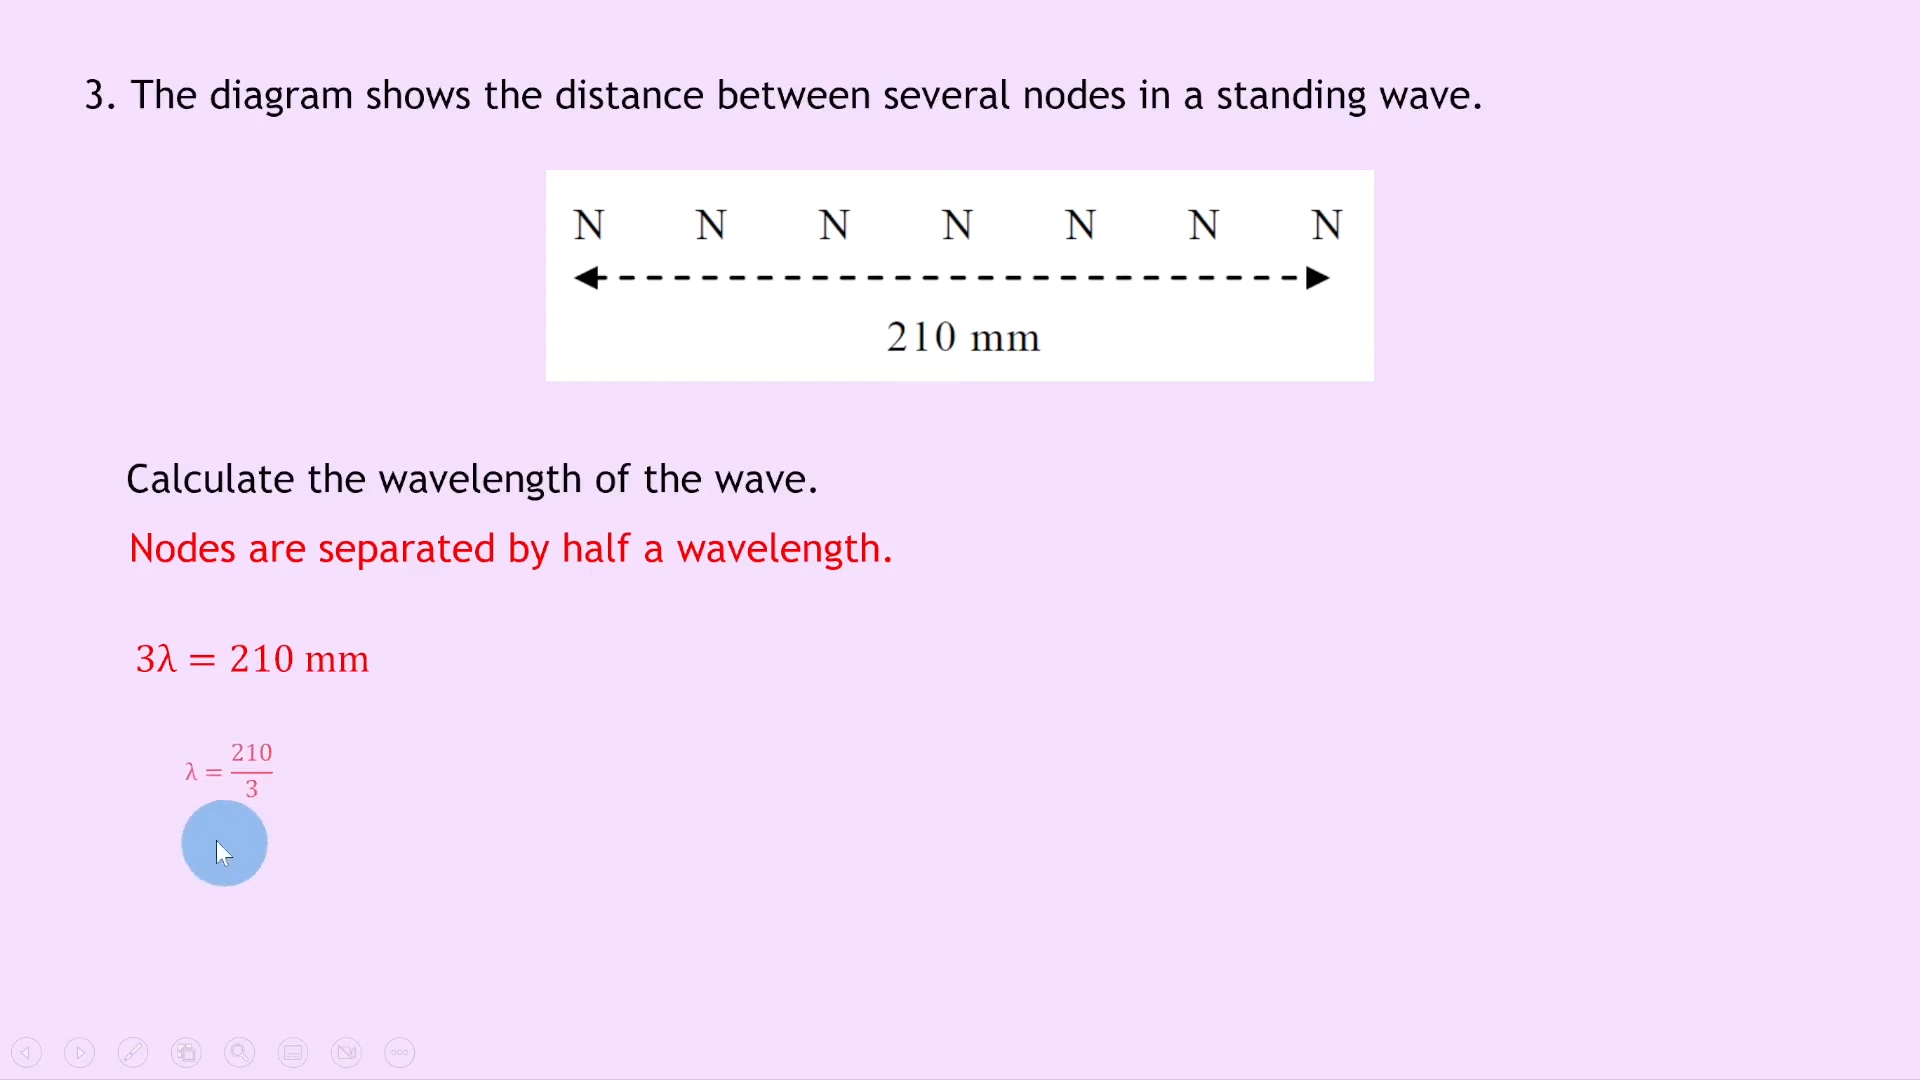 3. The diagram shows the distance between several nodes in a standing wave.
N N N N N N N
210 mm
Calculate the wavelength of the wave.
Nodes are separated by half a wavelength.
3λ = 210 mm
λ = 210/3